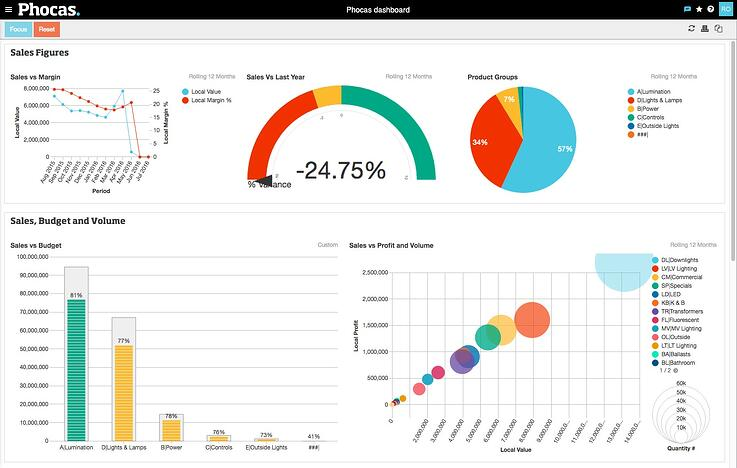 Phocas.
Phocas dashboard
RO
Focus
Reset
Sales Figures
Sales vs Margin
Rolling 12 Months
Local Value
Local Margin %
8,000,000
6,000,000
4,000,000
2,000,000
0
25
20
15
10
5
0
Local Value
Local Margin %
Aug 2015
Sep 2015
Oct 2015
Nov 2015
Dec 2015
Jan 2016
Feb 2016
Mar 2016
Apr 2016
May 2016
Jun 2016
Jul 2016
Period
Sales Vs Last Year
Rolling 12 Months
-24.75%
% Variance
Product Groups
Rolling 12 Months
57%
34%
7%
A|Lumination
D|Lights & Lamps
B|Power
C|Controls
E|Outside Lights
###|
Sales, Budget and Volume
Sales vs Budget
Custom
100,000,000
90,000,000
80,000,000
70,000,000
60,000,000
50,000,000
40,000,000
30,000,000
20,000,000
10,000,000
0
81%
77%
78%
76%
73%
41%
A|Lumination
D|Lights & Lamps
B|Power
C|Controls
E|Outside Lights
###|
Sales vs Profit and Volume
Rolling 12 Months
2,500,000
2,000,000
1,500,000
1,000,000
500,000
0
Local Profit
0
2,000,000
3,000,000
4,000,000
5,000,000
6,000,000
7,000,000
8,000,000
9,000,000
10,000,0...
11,000,0...
12,000,0...
13,000,0...
14,000,0...
Local Value
DL|Downlights
LV|LV Lighting
CM|Commercial
SP|Specials
LD|LED
KB|K & B
TR|Transformers
FL|Fluorescent
MV|MV Lighting
OL|Outside
LT|LT Lighting
BA|Ballasts
BL|Bathroom
1 / 2
60k
40k
30k
20k
10k
Quantity #